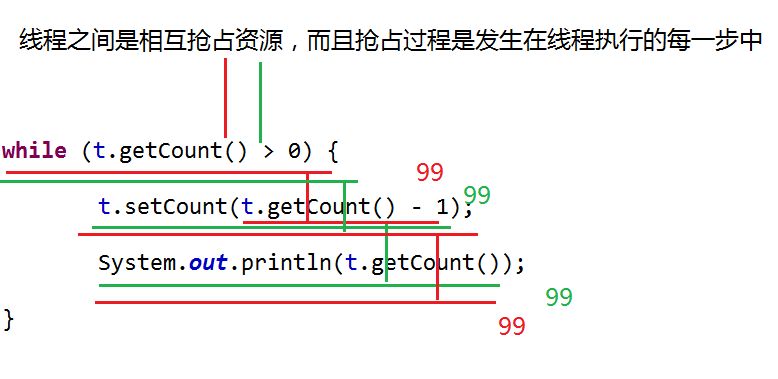 线程之间是相互抢占资源，而且抢占过程是发生在线程执行的每一步中
while (t.getCount() > 0) {
99
t.setCount(t.getCount() - 1);
99
System.out.println(t.getCount());
99
}
99